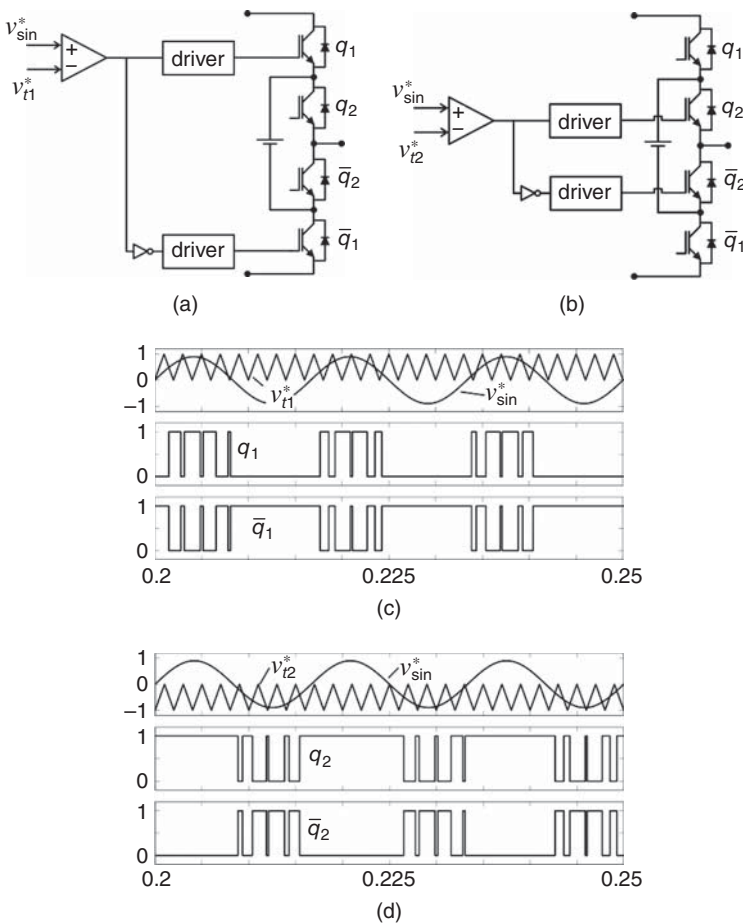 v*sin
v*t1
+
−
driver
driver
q1
q2
q̅2
q̅1
(a)
v*sin
v*t2
+
−
driver
driver
q1
q2
q̅2
q̅1
(b)
1
0
−1
v*t1
v*sin
1
0
q1
1
0
q̅1
0.2 0.225 0.25
(c)
1
0
−1
v*t2
v*sin
1
0
q2
1
0
q̅2
0.2 0.225 0.25
(d)